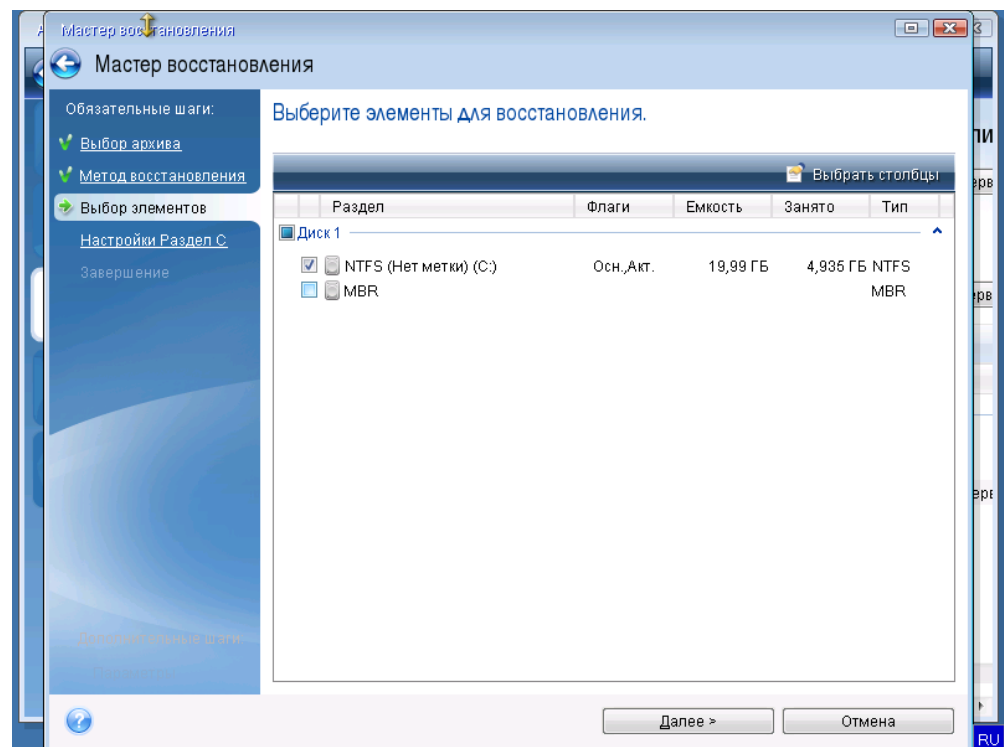 Мастер восстановления
Мастер восстановления
Обязательные шаги:
Выбор архива
Метод восстановления
Выбор элементов
Настройки Раздел C
Завершение
Выберите элементы для восстановления.
Выбрать столбцы
Раздел Флаги Емкость Занято Тип
Диск 1
NTFS (Нет метки) (C:) Осн.,Акт. 19,99 ГБ 4,935 ГБ NTFS
MBR MBR
Далее >
Отмена
RU